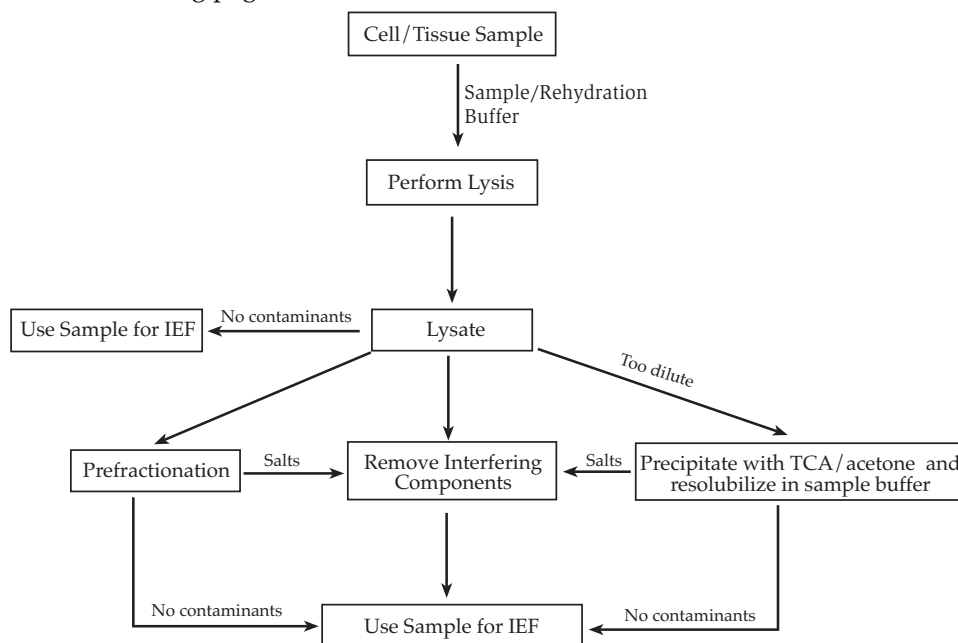 Cell/Tissue Sample
Sample/Rehydration
Buffer
Perform Lysis
Use Sample for IEF
No contaminants
Lysate
Too dilute
Prefractionation
Salts
Remove Interfering
Components
Salts
Precipitate with TCA/acetone and
resolubilize in sample buffer
No contaminants
Use Sample for IEF
No contaminants